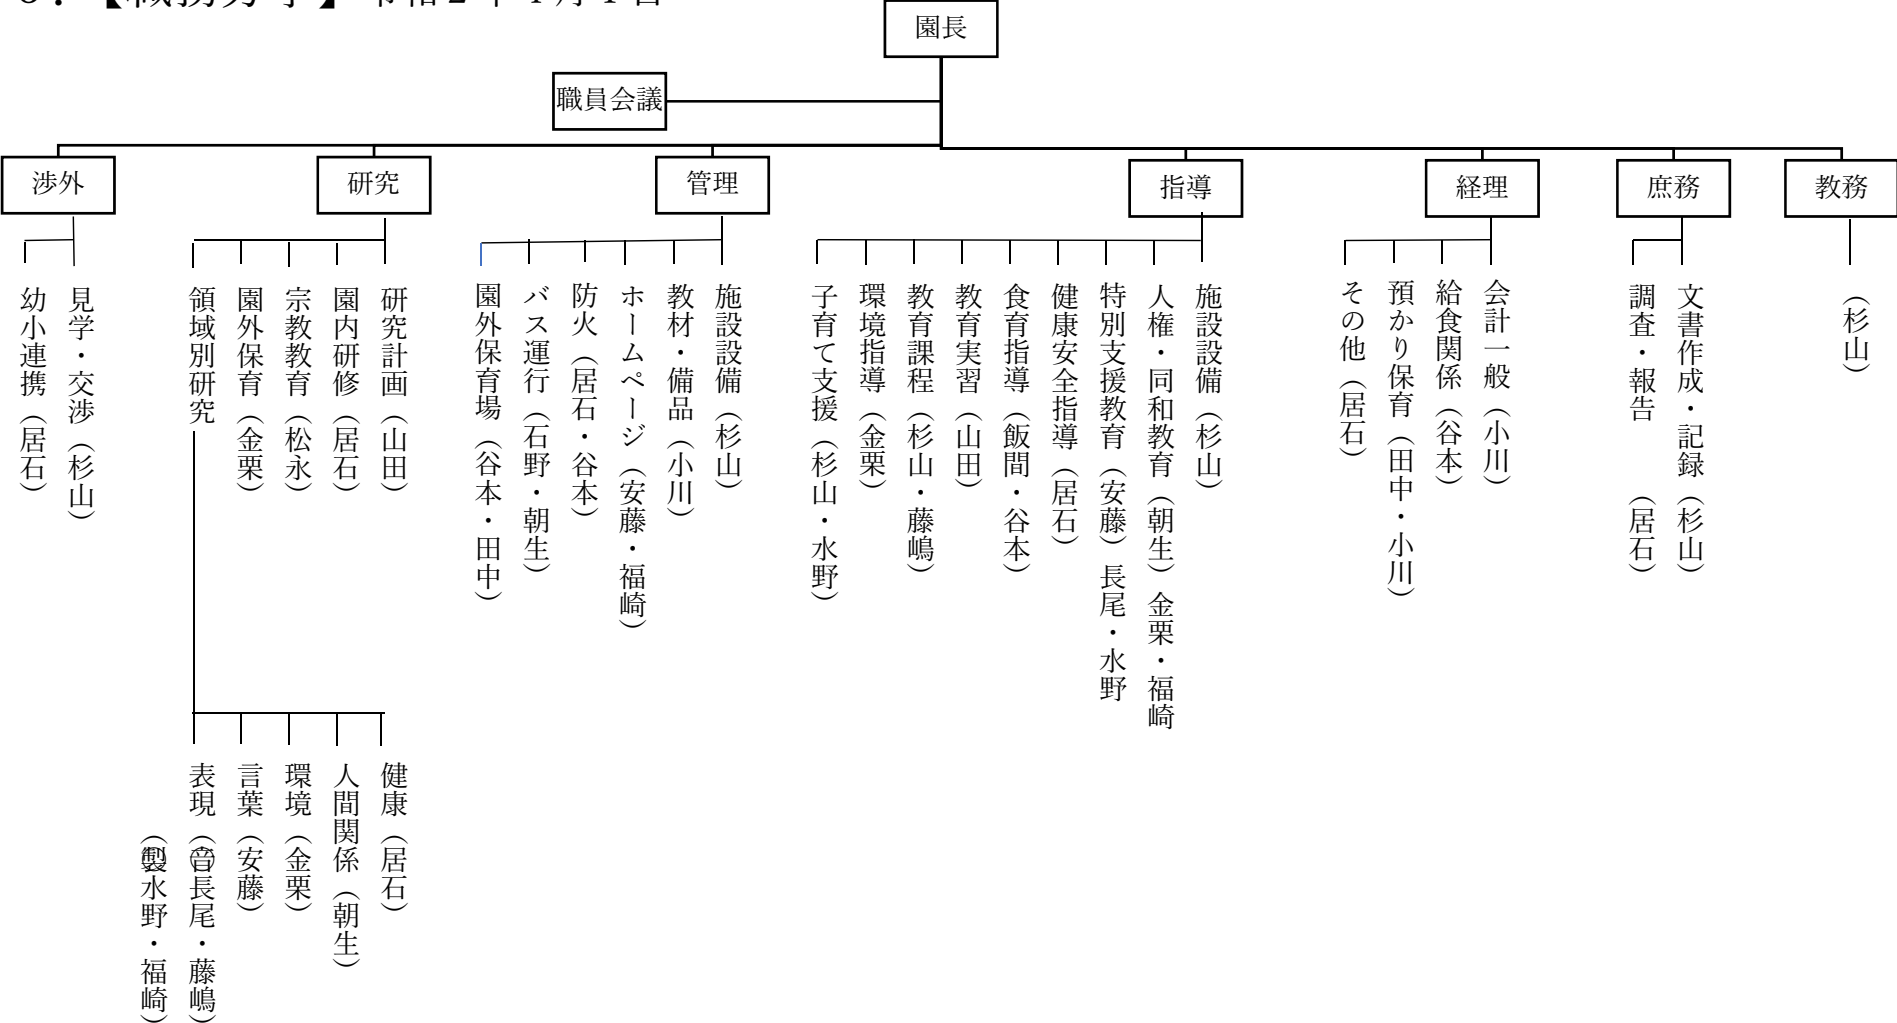 園長
職員会議
教務
庶務
経理
指導
管理
研究
渉外
（杉山）
文書作成・記録（杉山）
調査・報告　　（居石）
会計一般（小川）
給食関係（谷本）
預かり保育（田中・小川）
その他（居石）
施設設備（杉山）
人権・同和教育（朝生）金栗・福崎
特別支援教育（安藤）長尾・水野
健康安全指導（居石）
食育指導（飯間・谷本）
教育実習（山田）
教育課程（杉山・藤嶋）
環境指導（金栗）
子育て支援（杉山・水野）
施設設備（杉山）
教材・備品（小川）
ホームページ（安藤・福崎）
防火（居石・谷本）
バス運行（石野・朝生）
園外保育場（谷本・田中）
研究計画（山田）
園内研修（居石）
宗教教育（松永）
園外保育（金栗）
領域別研究
見学・交渉（杉山）
幼小連携（居石）
健康（居石）
人間関係（朝生）
環境（金栗）
言葉（安藤）
表現（㊥音長尾・藤嶋）
（製水野・福崎）